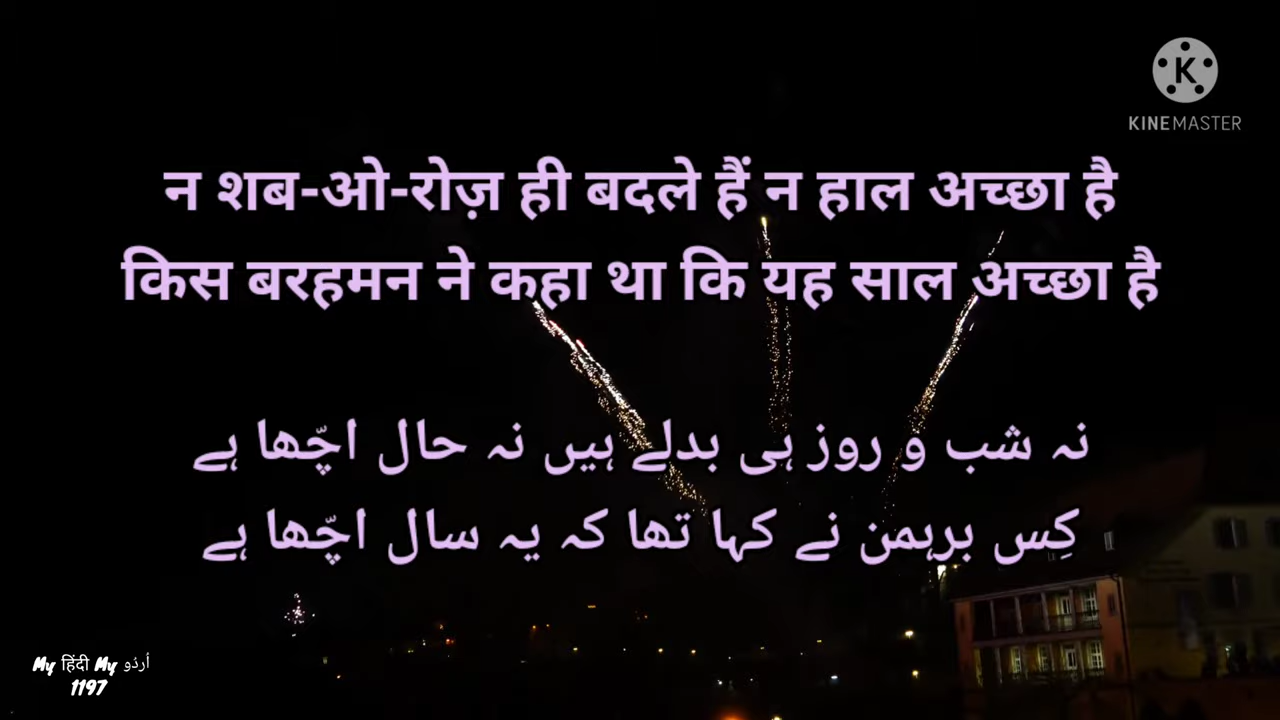 KINEMASTER
न शब-ओ-रोज़ ही बदले हैं न हाल अच्छा है
किस बरहमन ने कहा था कि यह साल अच्छा है
نہ شب و روز ہی بدلے ہیں نہ حال اچّھا ہے
کِس برہمن نے کہا تھا کہ یہ سال اچّھا ہے
My हिंदी My اُردُو
1197